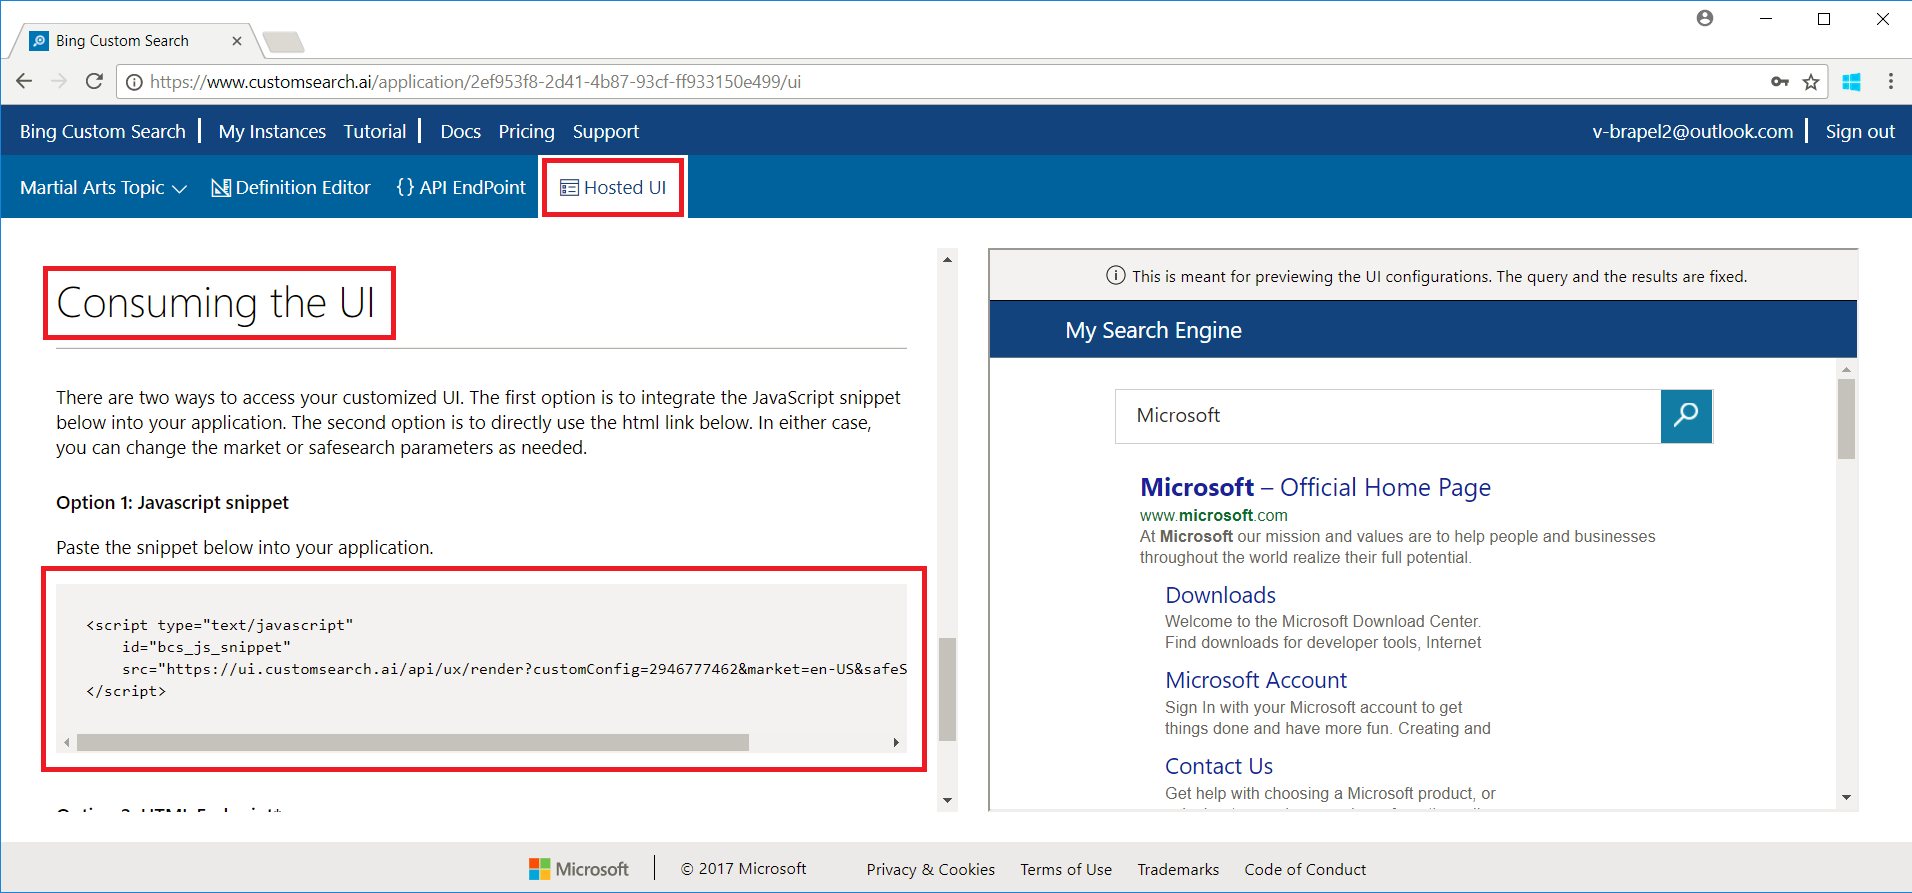 Bing Custom Search
https://www.customsearch.ai/application/2ef953f8-2d41-4b87-93cf-ff933150e499/ui
Bing Custom Search | My Instances Tutorial | Docs Pricing Support v-brapel2@outlook.com | Sign out
Martial Arts Topic Definition Editor {} API EndPoint Hosted UI
Consuming the UI
There are two ways to access your customized UI. The first option is to integrate the JavaScript snippet
below into your application. The second option is to directly use the html link below. In either case,
you can change the market or safesearch parameters as needed.
Option 1: Javascript snippet
Paste the snippet below into your application.
<script type="text/javascript"
id="bcs_js_snippet"
src="https://ui.customsearch.ai/api/ux/render?customConfig=2946777462&market=en-US&safeS
</script>
This is meant for previewing the UI configurations. The query and the results are fixed.
My Search Engine
Microsoft
Microsoft – Official Home Page
www.microsoft.com
At Microsoft our mission and values are to help people and businesses
throughout the world realize their full potential.
Downloads
Welcome to the Microsoft Download Center.
Find downloads for developer tools, Internet
Microsoft Account
Sign In with your Microsoft account to get
things done and have more fun. Creating and
Contact Us
Get help with choosing a Microsoft product, or
Microsoft | © 2017 Microsoft Privacy & Cookies Terms of Use Trademarks Code of Conduct